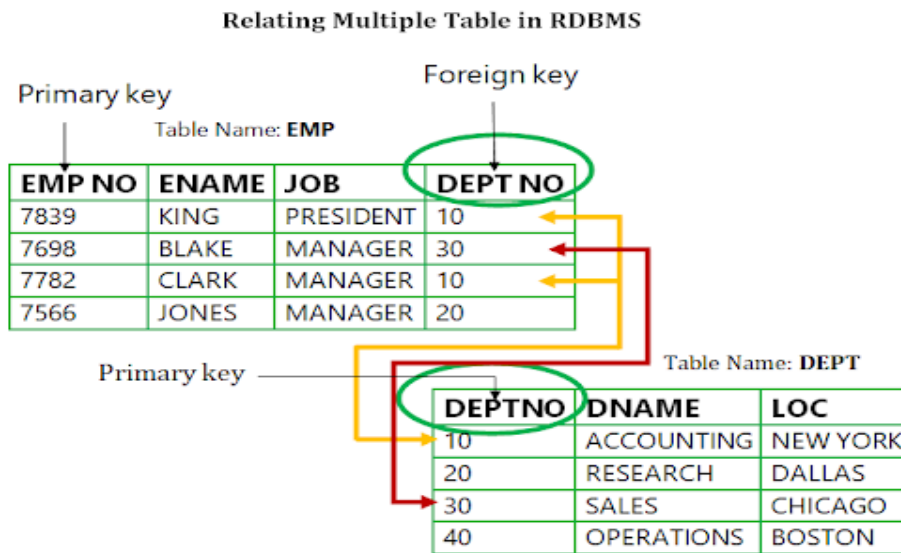 Relating Multiple Table in RDBMS
Foreign key
Primary key
Table Name: EMP
EMP NO ENAME JOB DEPT NO
7839 KING PRESIDENT 10
7698 BLAKE MANAGER 30
7782 CLARK MANAGER 10
7566 JONES MANAGER 20
Table Name: DEPT
Primary key
DEPTNO DNAME LOC
10 ACCOUNTING NEW YORK
20 RESEARCH DALLAS
30 SALES CHICAGO
40 OPERATIONS BOSTON